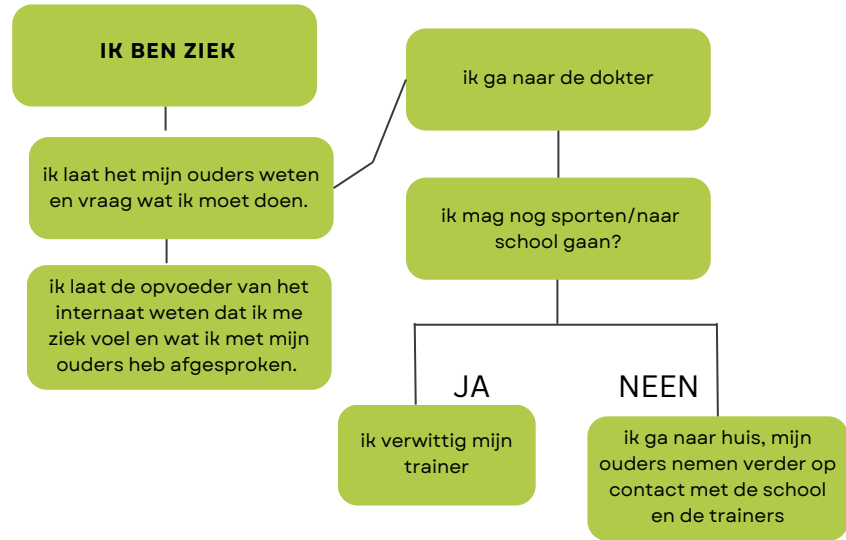 IK BEN ZIEK
ik laat het mijn ouders weten
en vraag wat ik moet doen.
ik laat de opvoeder van het
internaat weten dat ik me
ziek voel en wat ik met mijn
ouders heb afgesproken.
ik ga naar de dokter
ik mag nog sporten/naar
school gaan?
JA
NEEN
ik verwittig mijn
trainer
ik ga naar huis, mijn
ouders nemen verder op
contact met de school
en de trainers